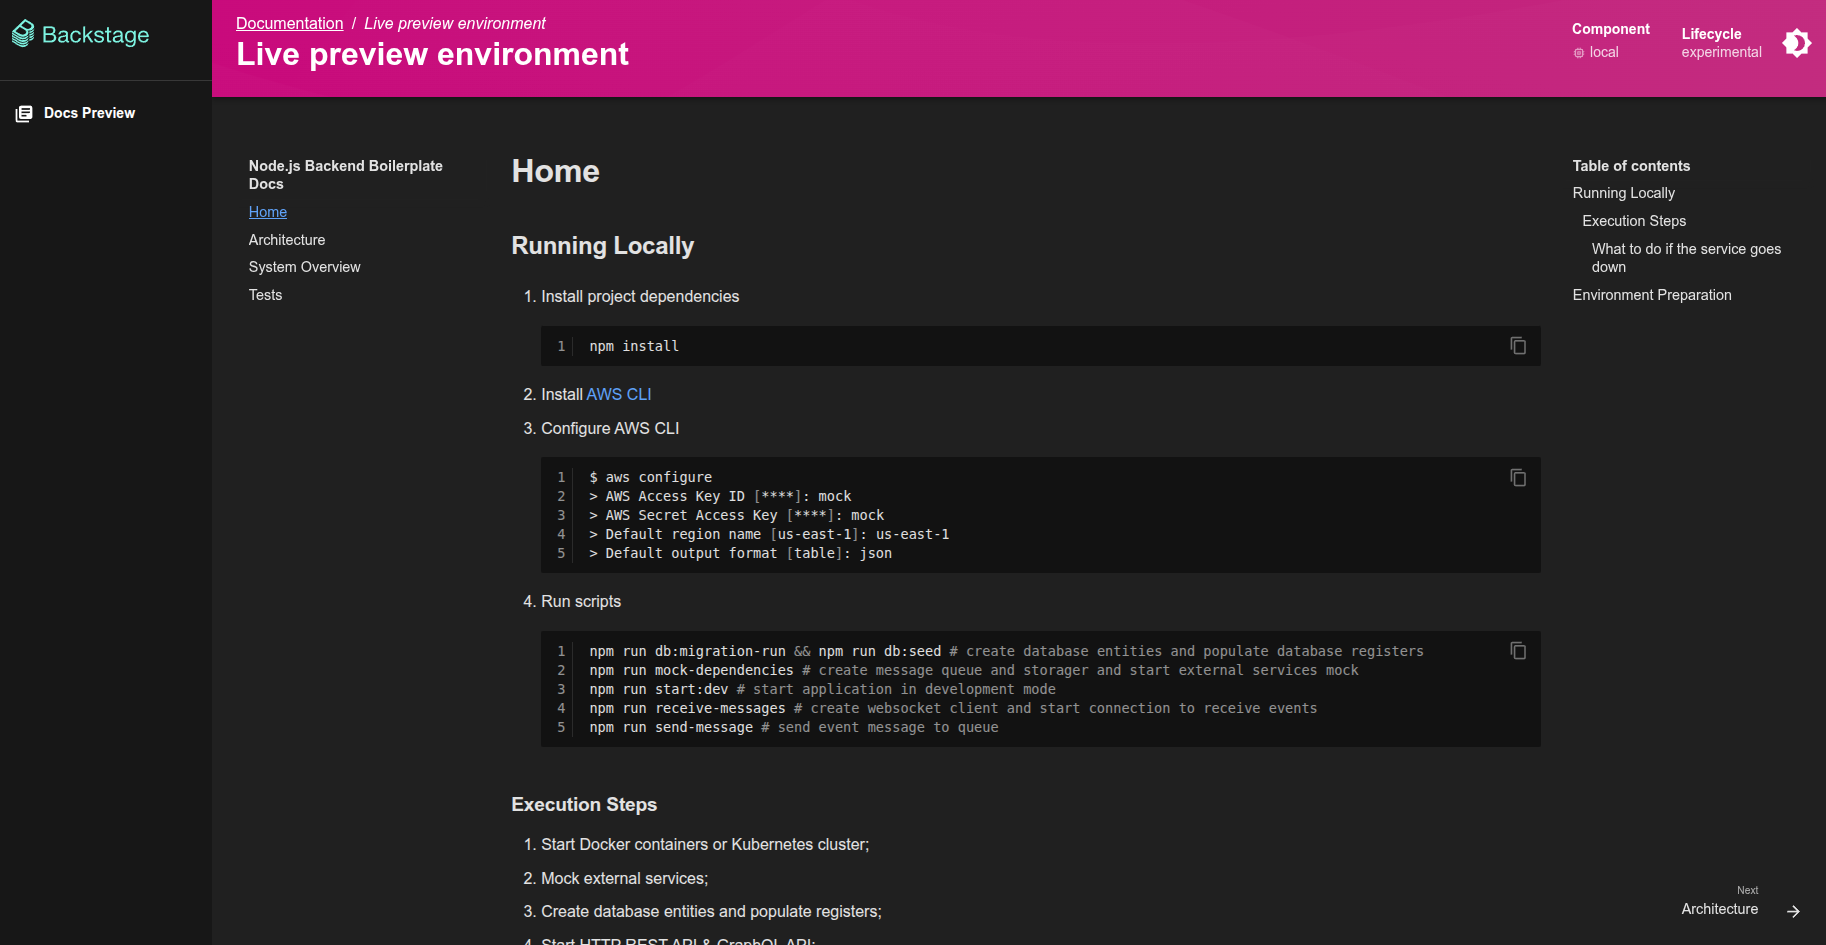 Backstage
Docs Preview
Documentation / Live preview environment
Live preview environment
Component
local
Lifecycle
experimental
Node.js Backend Boilerplate
Docs
Home
Architecture
System Overview
Tests
Home
Running Locally
1. Install project dependencies
1 npm install
2. Install AWS CLI
3. Configure AWS CLI
1 $ aws configure
2 > AWS Access Key ID [****]: mock
3 > AWS Secret Access Key [****]: mock
4 > Default region name [us-east-1]: us-east-1
5 > Default output format [table]: json
4. Run scripts
1 npm run db:migration-run && npm run db:seed # create database entities and populate database registers
2 npm run mock-dependencies # create message queue and storager and start external services mock
3 npm run start:dev # start application in development mode
4 npm run receive-messages # create websocket client and start connection to receive events
5 npm run send-message # send event message to queue
Execution Steps
1. Start Docker containers or Kubernetes cluster;
2. Mock external services;
3. Create database entities and populate registers;
4. Start HTTP REST API & GraphQL API;
Table of contents
Running Locally
Execution Steps
What to do if the service goes
down
Environment Preparation
Next
Architecture